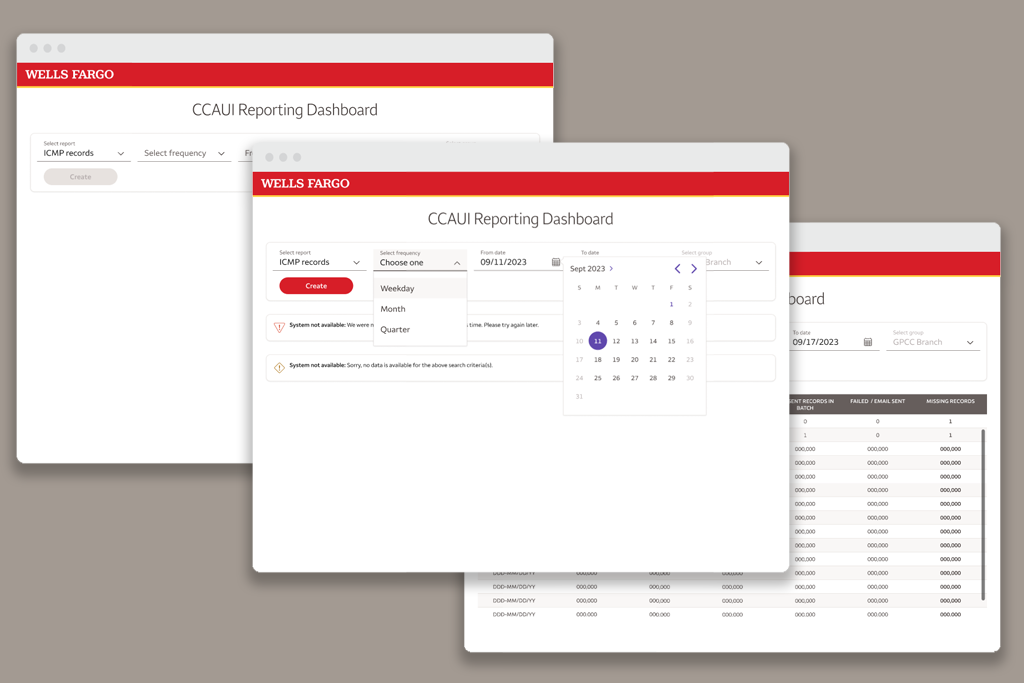 WELLS FARGO
CCAUI Reporting Dashboard
Select report
ICMP records
Select frequency
Fr
Create
WELLS FARGO
CCAUI Reporting Dashboard
Select report
ICMP records
Select frequency
Choose one
From date
09/11/2023
To date
Select group
Branch
Create
Weekday
Month
Quarter
Sept 2023
S M T W T F S
1 2
3 4 5 6 7 8 9
10 11 12 13 14 15 16
17 18 19 20 21 22 23
24 25 26 27 28 29 30
31
System not available: We were n
time. Please try again later.
System not available: Sorry, no data is available for the above search criteria(s).
board
To date
09/17/2023
Select group
GPCC Branch
SENT RECORDS IN BATCH FAILED / EMAIL SENT MISSING RECORDS
0 0 1
1 0 1
000,000 000,000 000,000
000,000 000,000 000,000
000,000 000,000 000,000
000,000 000,000 000,000
000,000 000,000 000,000
000,000 000,000 000,000
000,000 000,000 000,000
000,000 000,000 000,000
000,000 000,000 000,000
DDD-MM/DD/YY 000,000 000,000 000,000 000,000 000,000 000,000
DDD-MM/DD/YY 000,000 000,000 000,000 000,000 000,000 000,000
DDD-MM/DD/YY 000,000 000,000 000,000 000,000 000,000 000,000
DDD-MM/DD/YY 000,000 000,000 000,000 000,000 000,000 000,000